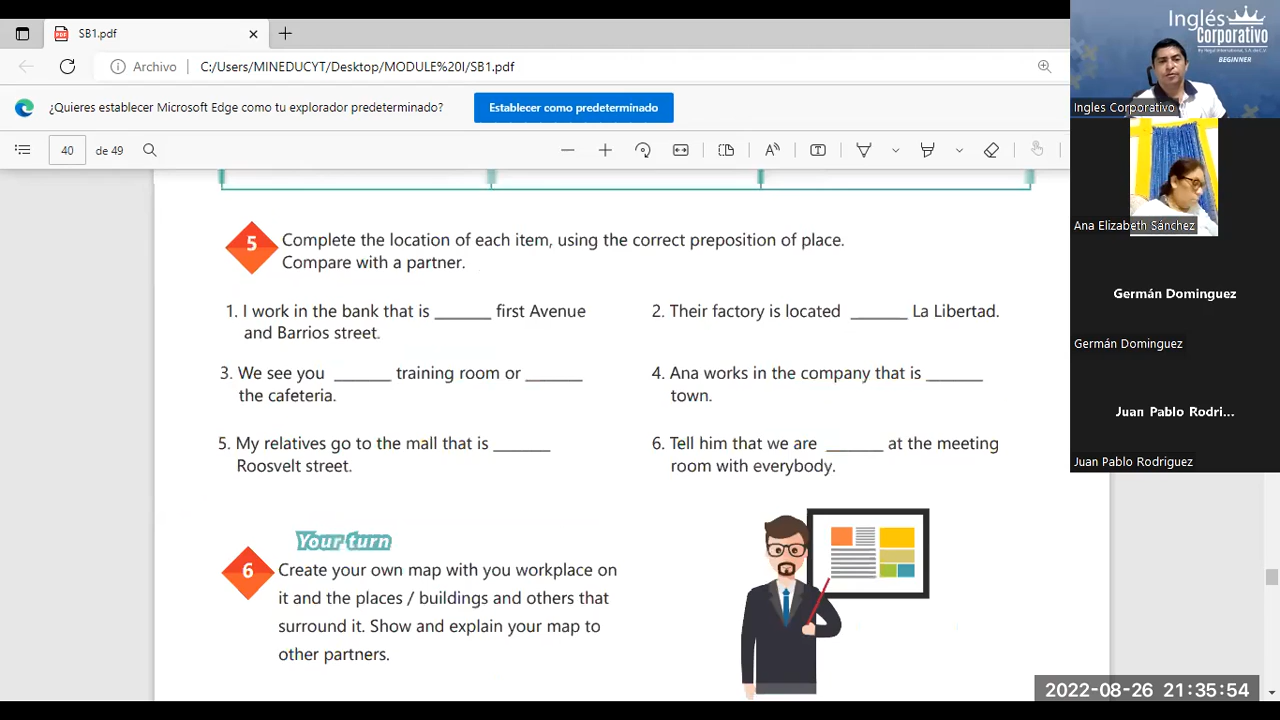 SB1.pdf
Archivo
C:/Users/MINEDUCYT/Desktop/MODULE%20I/SB1.pdf
¿Quieres establecer Microsoft Edge como tu explorador predeterminado?
Establecer como predeterminado
40
de 49
5
Complete the location of each item, using the correct preposition of place.
Compare with a partner.
1. I work in the bank that is ______ first Avenue
and Barrios street.
2. Their factory is located ______ La Libertad.
3. We see you ______ training room or ______
the cafeteria.
4. Ana works in the company that is ______
town.
5. My relatives go to the mall that is ______
Roosvelt street.
6. Tell him that we are ______ at the meeting
room with everybody.
Your turn
6
Create your own map with you workplace on
it and the places / buildings and others that
surround it. Show and explain your map to
other partners.
Inglés
Corporativo
BEGINNER
Ingles Corporativo
Ana Elizabeth Sánchez
Germán Dominguez
Germán Dominguez
Juan Pablo Rodri...
Juan Pablo Rodriguez
2022-08-26 21:35:54